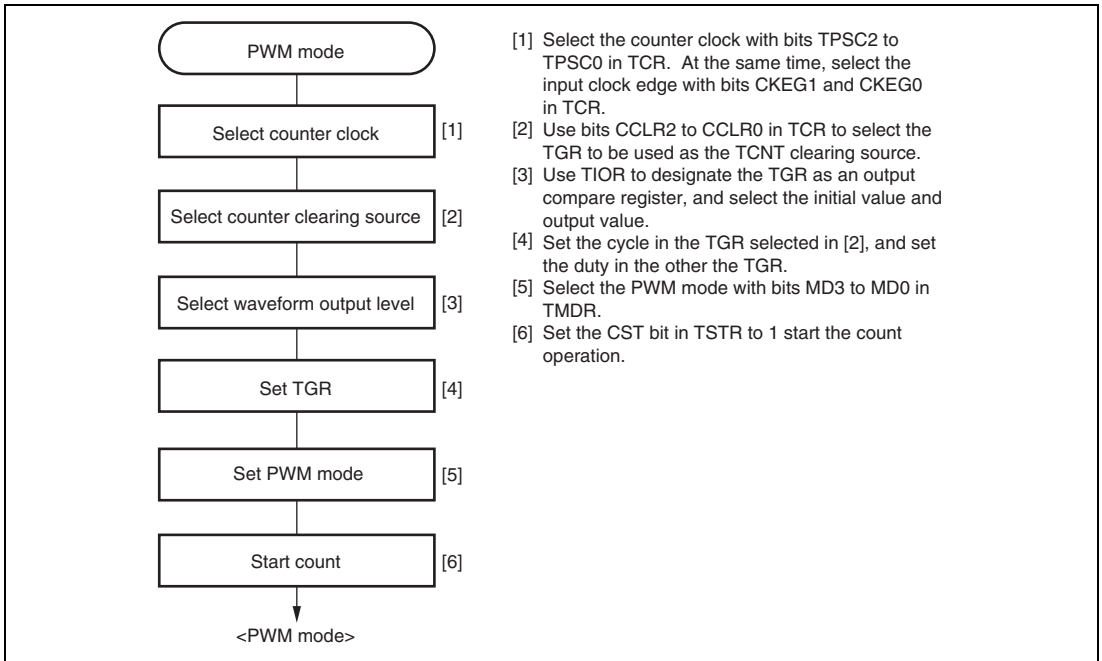 PWM mode
Select counter clock
[1]
Select counter clearing source
[2]
Select waveform output level
[3]
Set TGR
[4]
Set PWM mode
[5]
Start count
[6]
<PWM mode>
[1] Select the counter clock with bits TPSC2 to
TPSC0 in TCR. At the same time, select the
input clock edge with bits CKEG1 and CKEG0
in TCR.
[2] Use bits CCLR2 to CCLR0 in TCR to select the
TGR to be used as the TCNT clearing source.
[3] Use TIOR to designate the TGR as an output
compare register, and select the initial value and
output value.
[4] Set the cycle in the TGR selected in [2], and set
the duty in the other the TGR.
[5] Select the PWM mode with bits MD3 to MD0 in
TMDR.
[6] Set the CST bit in TSTR to 1 start the count
operation.